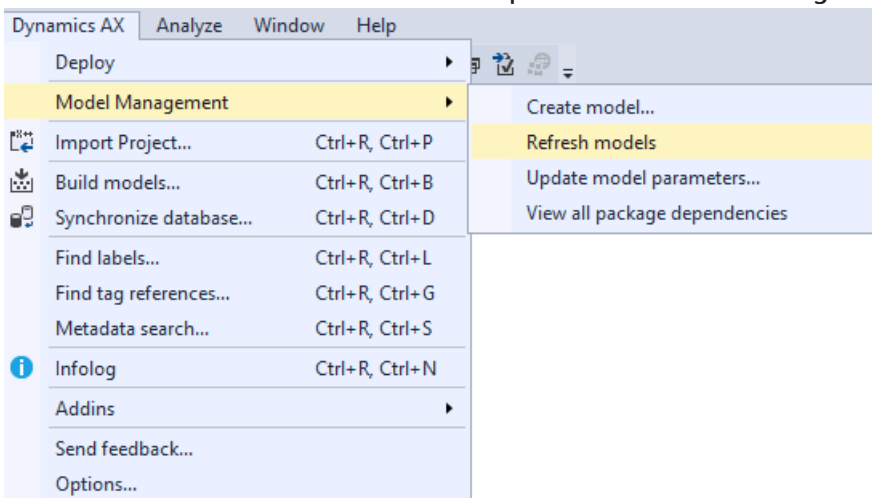 Dynamics AX Analyze Window Help
Deploy
Model Management
Import Project... Ctrl+R, Ctrl+P
Build models... Ctrl+R, Ctrl+B
Synchronize database... Ctrl+R, Ctrl+D
Find labels... Ctrl+R, Ctrl+L
Find tag references... Ctrl+R, Ctrl+G
Metadata search... Ctrl+R, Ctrl+S
Infolog Ctrl+R, Ctrl+N
Addins
Send feedback...
Options...
Create model...
Refresh models
Update model parameters...
View all package dependencies